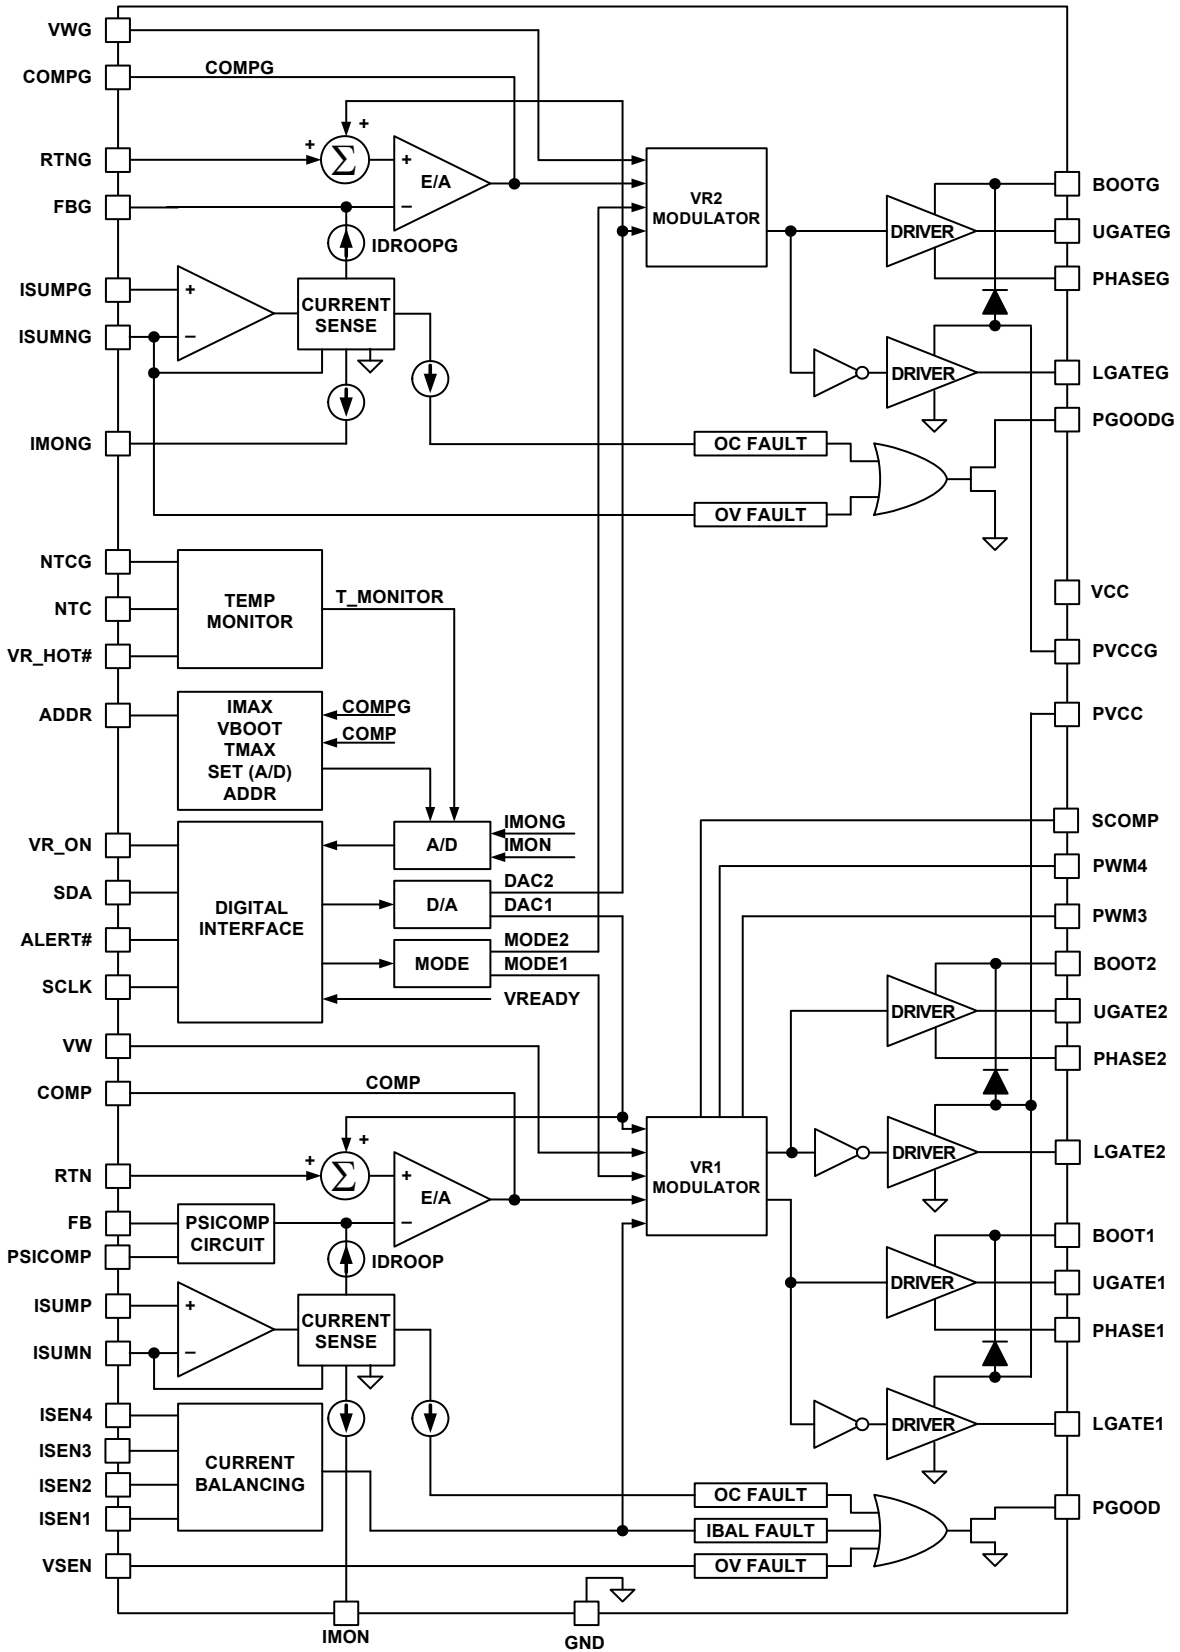 VWG
COMPG
COMPG
+
+
RTNG
Σ
+
E/A
−
FBG
IDROOPG
VR2
MODULATOR
BOOTG
DRIVER
UGATEG
PHASEG
ISUMPG
+
ISUMNG
−
CURRENT
SENSE
DRIVER
LGATEG
PGOODG
IMONG
OC FAULT
OV FAULT
NTCG
NTC
VR_HOT#
TEMP
MONITOR
T_MONITOR
VCC
PVCCG
PVCC
ADDR
IMAX
VBOOT
TMAX
SET (A/D)
ADDR
COMPG
COMP
VR_ON
SDA
ALERT#
SCLK
DIGITAL
INTERFACE
A/D
IMONG
IMON
D/A
DAC2
DAC1
MODE
MODE2
MODE1
VREADY
SCOMP
PWM4
PWM3
BOOT2
DRIVER
UGATE2
PHASE2
VW
COMP
COMP
+
+
RTN
Σ
+
E/A
−
VR1
MODULATOR
DRIVER
LGATE2
FB
PSICOMP
PSICOMP
CIRCUIT
IDROOP
BOOT1
DRIVER
UGATE1
PHASE1
ISUMP
+
ISUMN
−
CURRENT
SENSE
DRIVER
LGATE1
ISEN4
ISEN3
ISEN2
ISEN1
CURRENT
BALANCING
OC FAULT
IBAL FAULT
OV FAULT
PGOOD
VSEN
IMON
GND